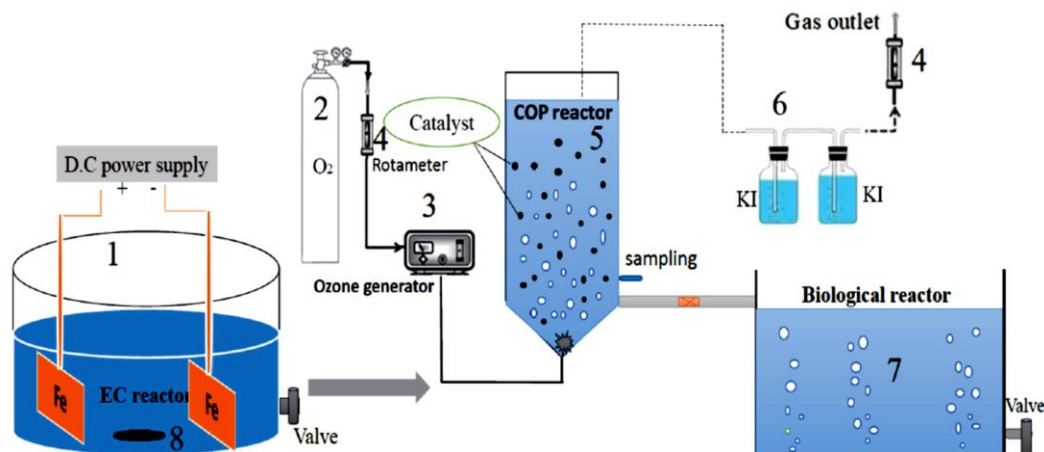 D.C power supply
+ -
1
Fe
EC reactor
Fe
8
Valve
2
O₂
4
Rotameter
3
Ozone generator
Catalyst
COP reactor
5
sampling
Gas outlet
4
6
KI
KI
Biological reactor
7
Valve